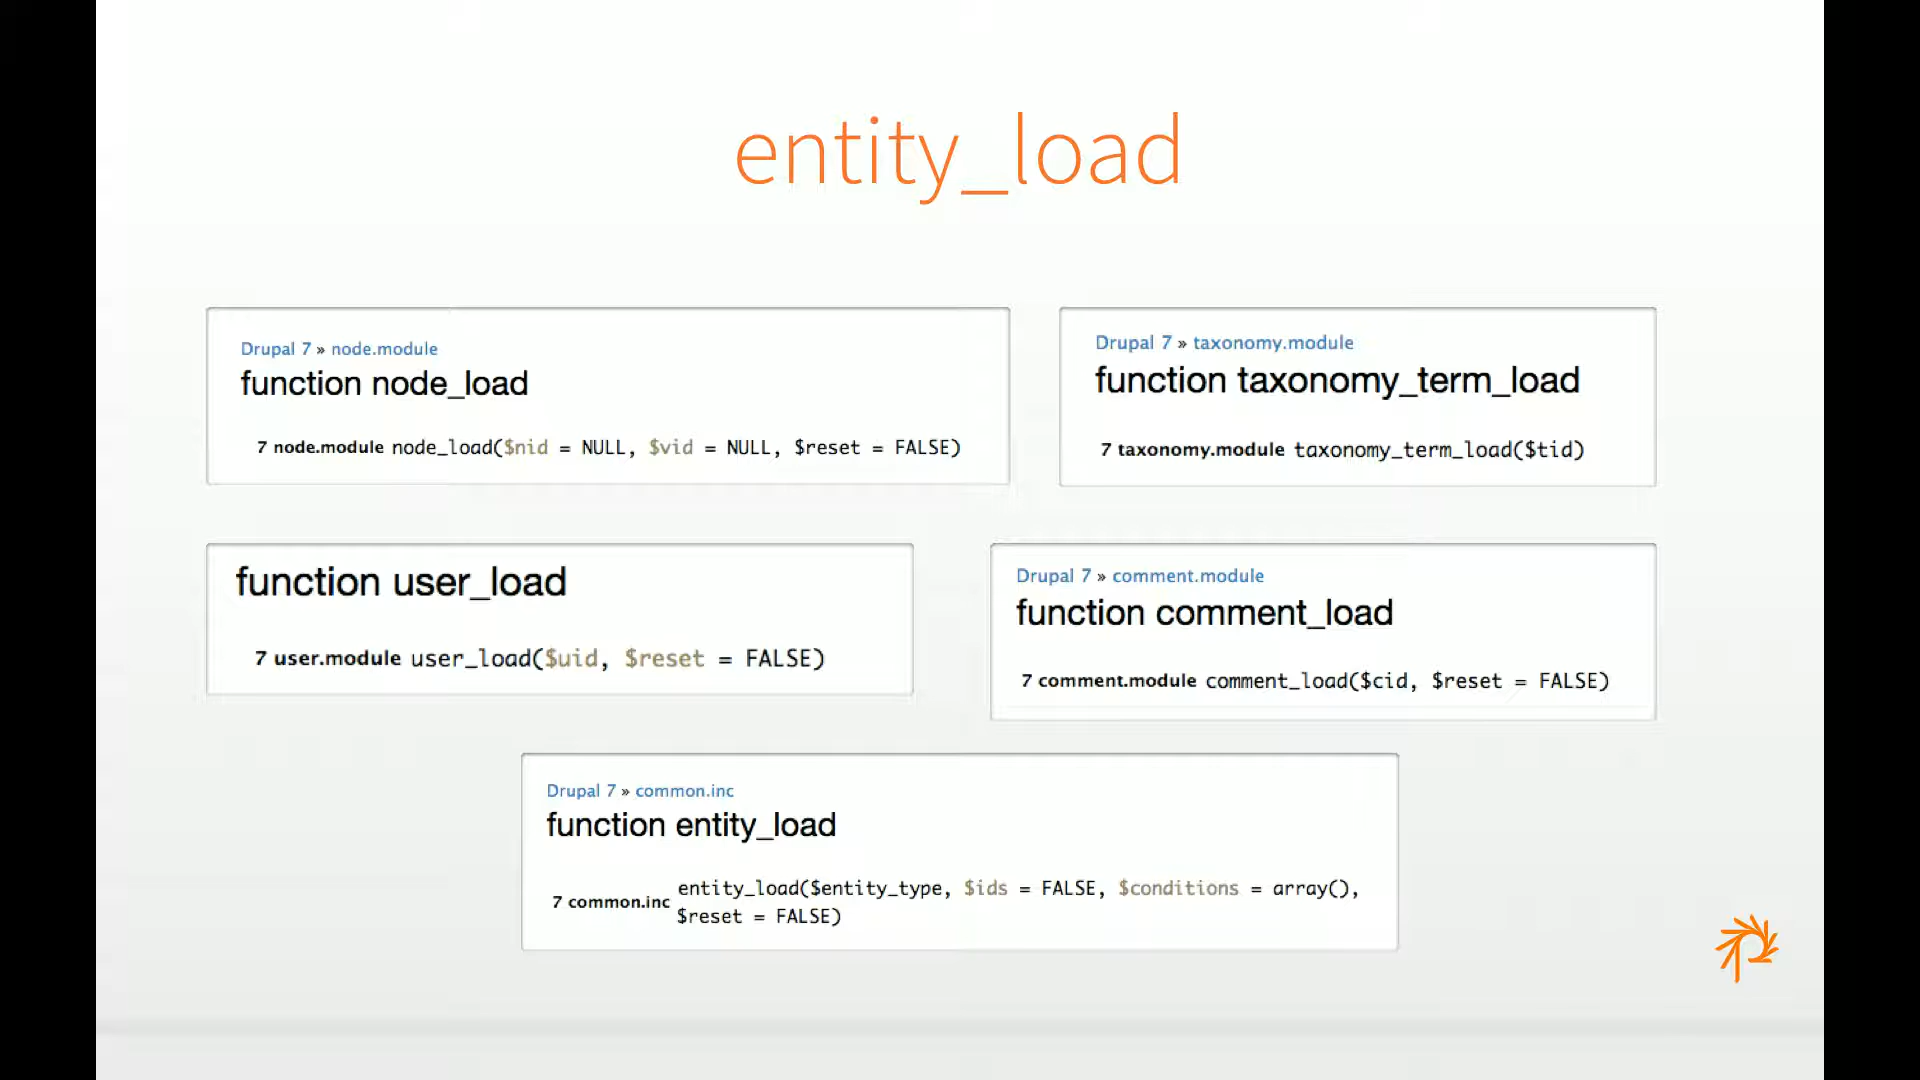 entity_load
Drupal 7 » node.module
function node_load
7 node.module node_load($nid = NULL, $vid = NULL, $reset = FALSE)
Drupal 7 » taxonomy.module
function taxonomy_term_load
7 taxonomy.module taxonomy_term_load($tid)
function user_load
7 user.module user_load($uid, $reset = FALSE)
Drupal 7 » comment.module
function comment_load
7 comment.module comment_load($cid, $reset = FALSE)
Drupal 7 » common.inc
function entity_load
7 common.inc entity_load($entity_type, $ids = FALSE, $conditions = array(),
$reset = FALSE)